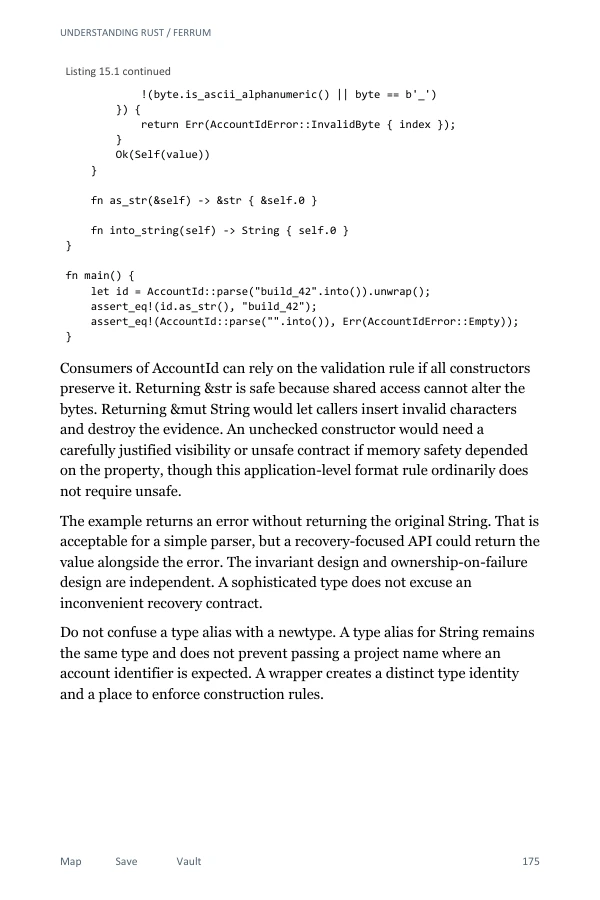 UNDERSTANDING RUST / FERRUM
Listing 15.1 continued
            !(byte.is_ascii_alphanumeric() || byte == b'_')
        }) {
            return Err(AccountIdError::InvalidByte { index });
        }
        Ok(Self(value))
    }
    fn as_str(&self) -> &str { &self.0 }
    fn into_string(self) -> String { self.0 }
}
fn main() {
    let id = AccountId::parse("build_42".into()).unwrap();
    assert_eq!(id.as_str(), "build_42");
    assert_eq!(AccountId::parse("".into()), Err(AccountIdError::Empty));
}
Consumers of AccountId can rely on the validation rule if all constructors
preserve it. Returning &str is safe because shared access cannot alter the
bytes. Returning &mut String would let callers insert invalid characters
and destroy the evidence. An unchecked constructor would need a
carefully justified visibility or unsafe contract if memory safety depended
on the property, though this application-level format rule ordinarily does
not require unsafe.
The example returns an error without returning the original String. That is
acceptable for a simple parser, but a recovery-focused API could return the
value alongside the error. The invariant design and ownership-on-failure
design are independent. A sophisticated type does not excuse an
inconvenient recovery contract.
Do not confuse a type alias with a newtype. A type alias for String remains
the same type and does not prevent passing a project name where an
account identifier is expected. A wrapper creates a distinct type identity
and a place to enforce construction rules.
Map Save Vault 175